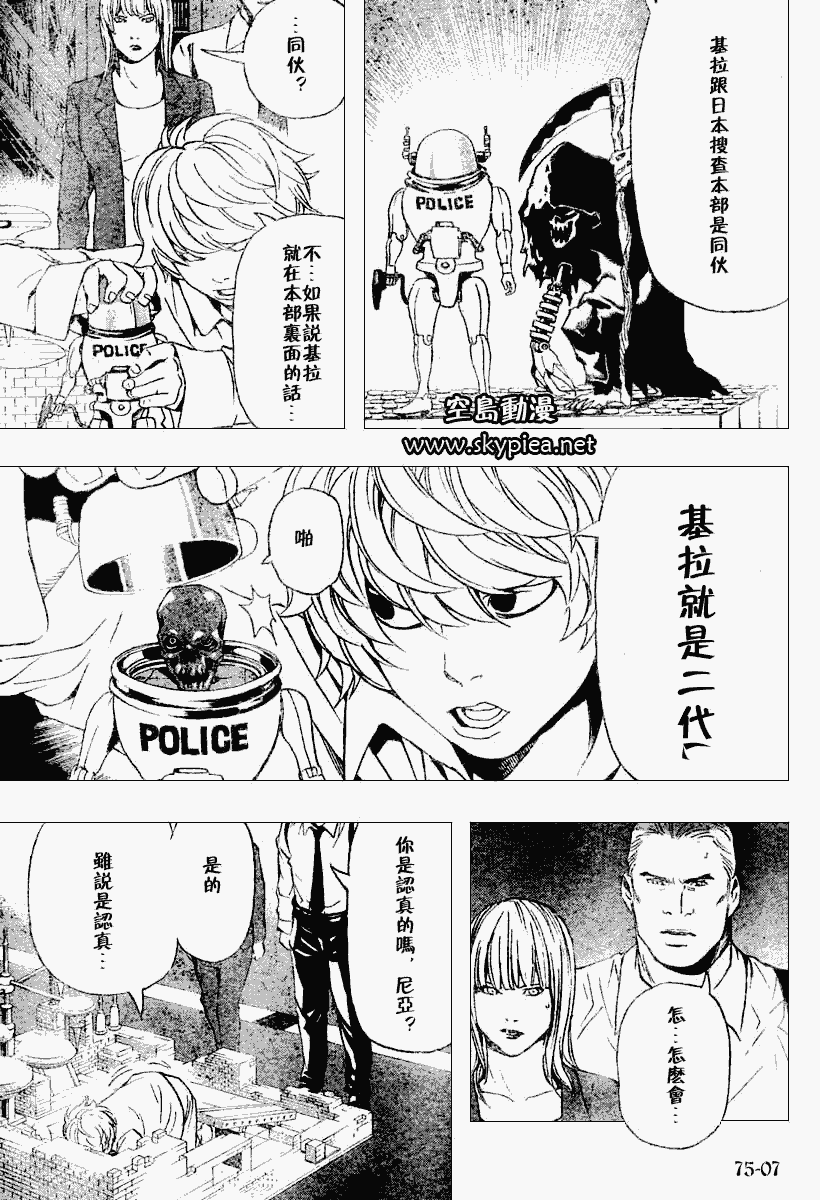 基拉跟日本搜查本部是同伙
POLICE
…同伙？
不…如果說基拉
就在本部裏面的話…
POLICE
空島動漫
www.skypiea.net
基拉就是二代L
啪
POLICE
怎…怎麼會…
你是認真的嗎，尼亞？
是的
雖說是認真…
75-07